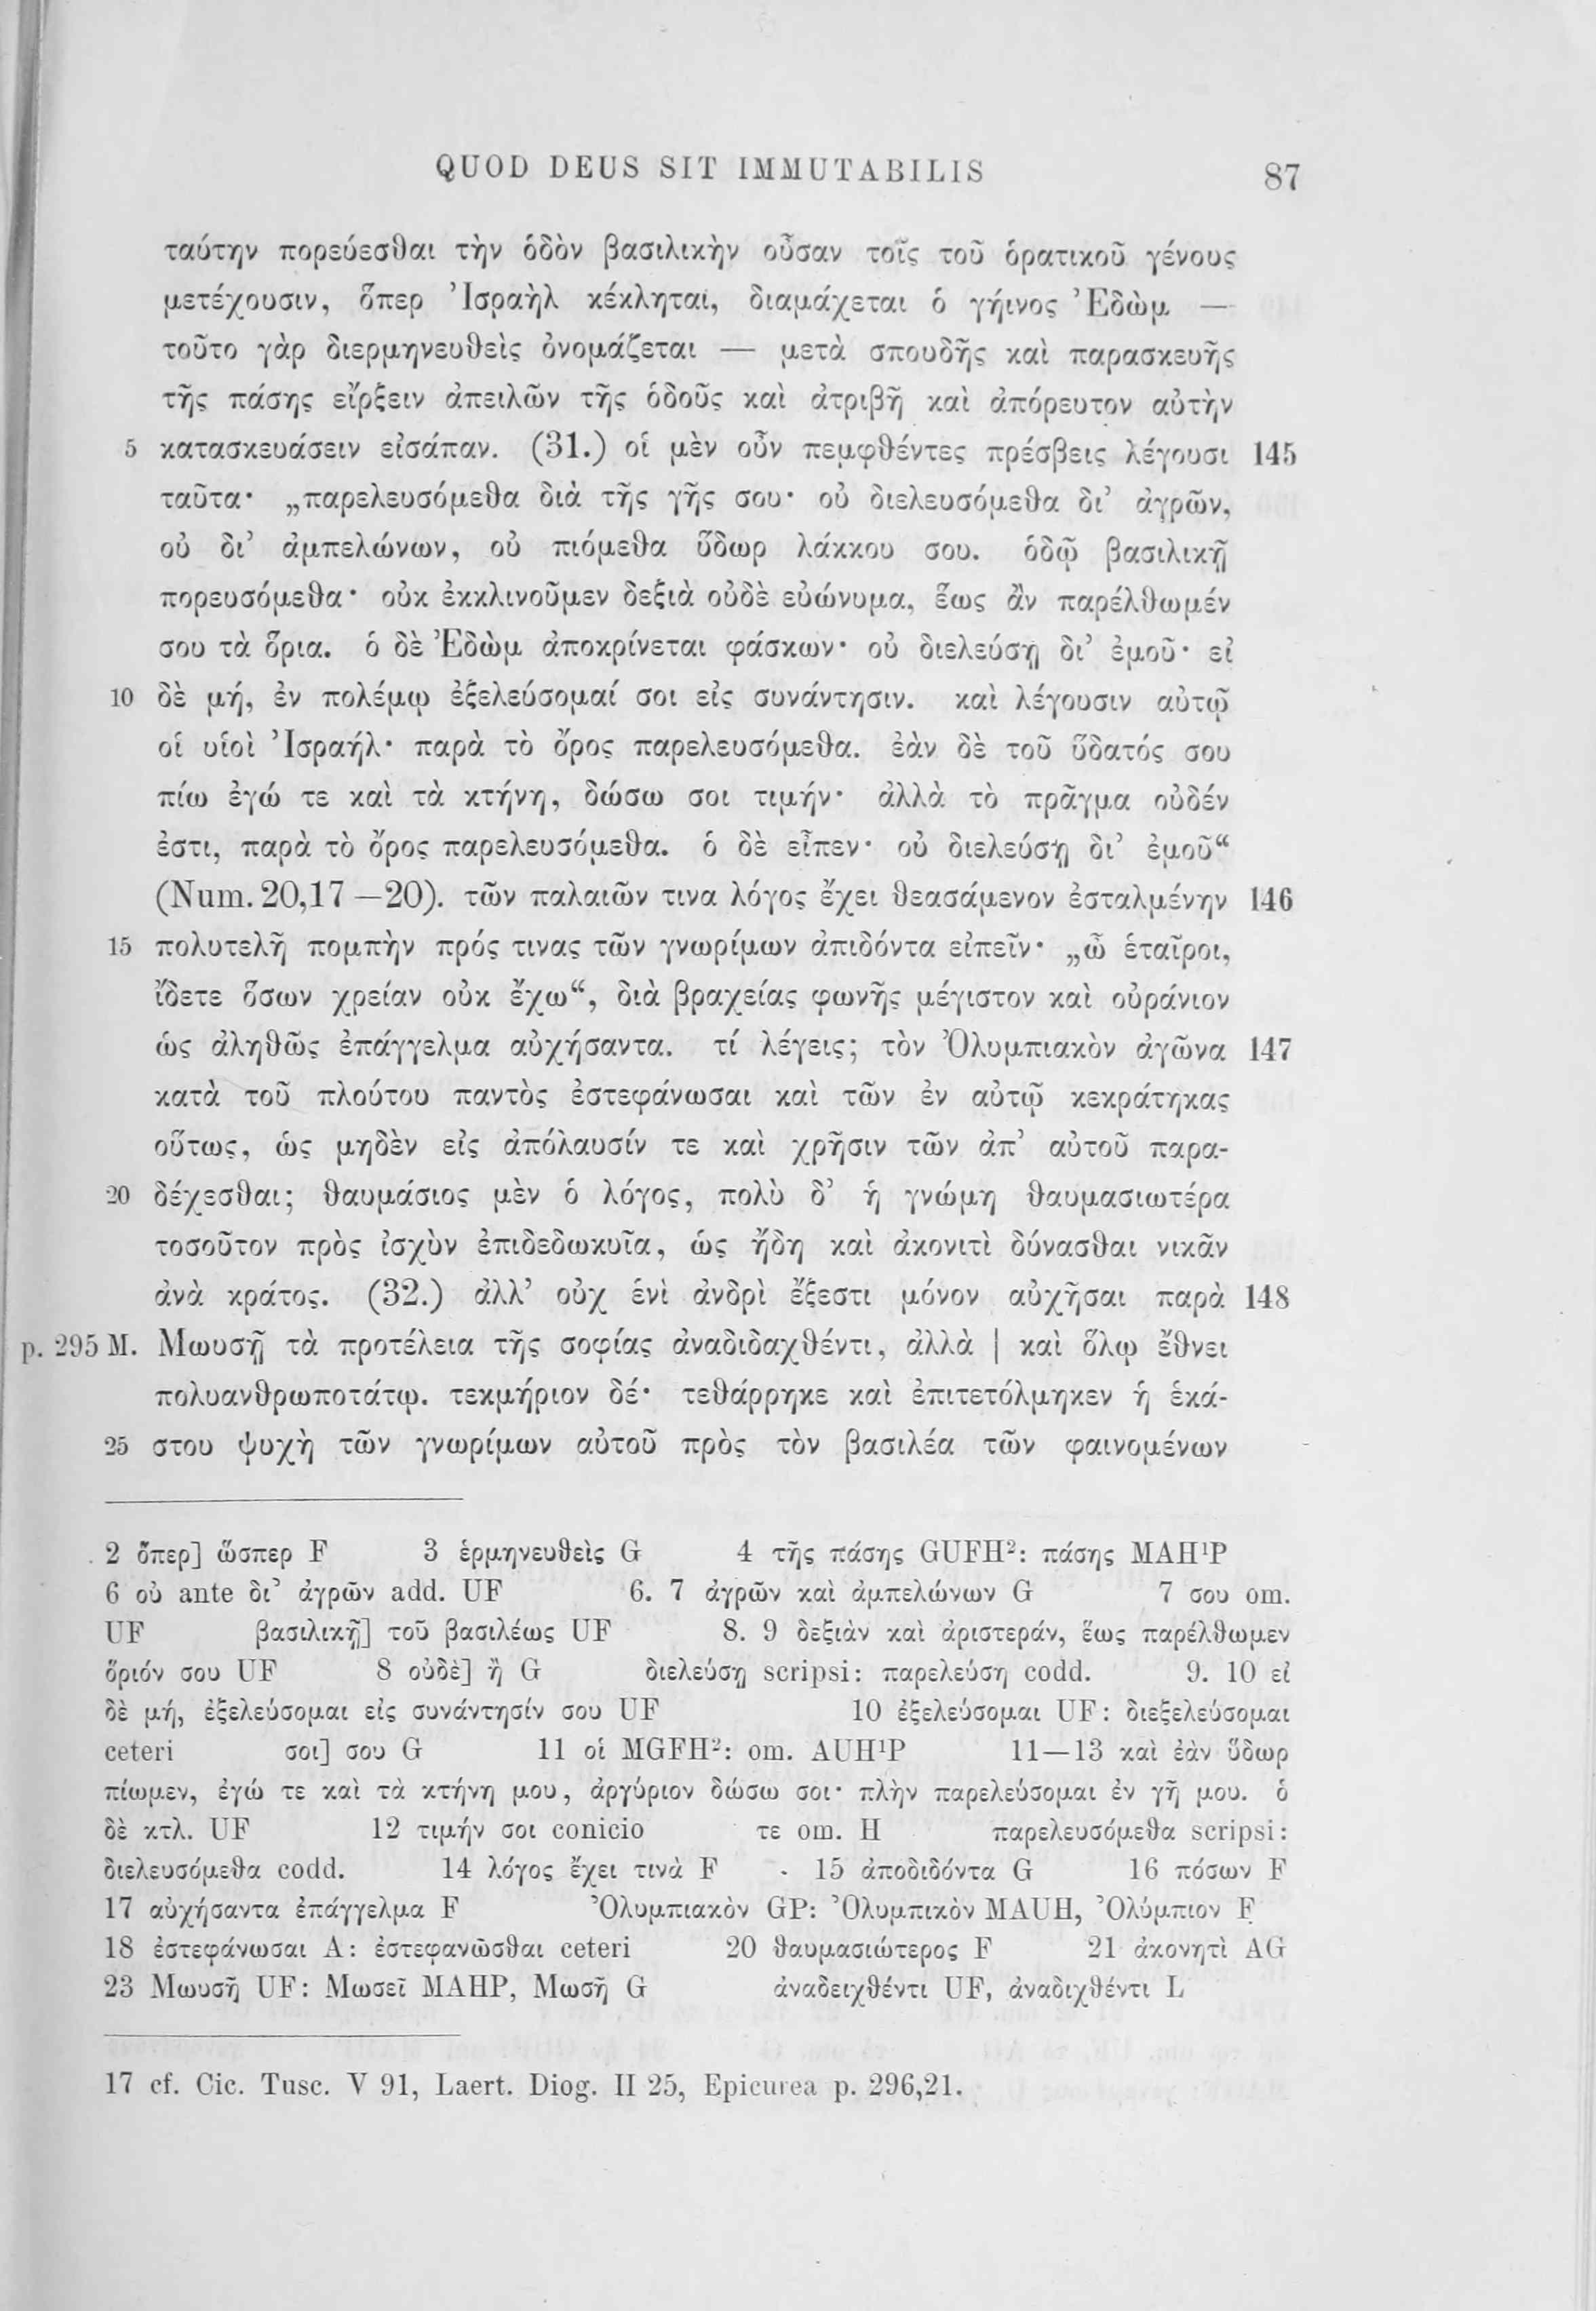 QUOD DEUS SIT IMMUTABILIS 87
ταύτην πορεύεσθαι τὴν ὁδὸν βασιλικὴν οὖσαν τοῖς τοῦ ὁρατικοῦ γένους
μετέχουσιν, ὅπερ Ἰσραὴλ κέκληται, διαμάχεται ὁ γήινος Ἐδὼμ —
τοῦτο γὰρ διερμηνευθεὶς ὀνομάζεται — μετὰ σπουδῆς καὶ παρασκευῆς
τῆς πάσης εἴρξειν ἀπειλῶν τῆς ὁδοῦς καὶ ἀτριβῆ καὶ ἀπόρευτον αὐτὴν
5 κατασκευάσειν εἰσάπαν. (31.) οἱ μὲν οὖν πεμφθέντες πρέσβεις λέγουσι 145
ταῦτα· „παρελευσόμεθα διὰ τῆς γῆς σου· οὐ διελευσόμεθα δι’ ἀγρῶν,
οὐ δι’ ἀμπελώνων, οὐ πιόμεθα ὕδωρ λάκκου σου. ὁδῷ βασιλικῇ
πορευσόμεθα· οὐκ ἐκκλινοῦμεν δεξιὰ οὐδὲ εὐώνυμα, ἕως ἂν παρέλθωμέν
σου τὰ ὅρια. ὁ δὲ Ἐδὼμ ἀποκρίνεται φάσκων· οὐ διελεύσῃ δι’ ἐμοῦ· εἰ
10 δὲ μή, ἐν πολέμῳ ἐξελεύσομαί σοι εἰς συνάντησιν. καὶ λέγουσιν αὐτῷ
οἱ υἱοὶ Ἰσραήλ· παρὰ τὸ ὄρος παρελευσόμεθα. ἐὰν δὲ τοῦ ὕδατός σου
πίω ἐγώ τε καὶ τὰ κτήνη, δώσω σοι τιμήν· ἀλλὰ τὸ πρᾶγμα οὐδέν
ἐστι, παρὰ τὸ ὄρος παρελευσόμεθα. ὁ δὲ εἶπεν· οὐ διελεύσῃ δι’ ἐμοῦ“
(Num. 20,17 —20). τῶν παλαιῶν τινα λόγος ἔχει θεασάμενον ἐσταλμένην 146
15 πολυτελῆ πομπὴν πρός τινας τῶν γνωρίμων ἀπιδόντα εἰπεῖν· „ὦ ἑταῖροι,
ἴδετε ὅσων χρείαν οὐκ ἔχω“, διὰ βραχείας φωνῆς μέγιστον καὶ οὐράνιον
ὡς ἀληθῶς ἐπάγγελμα αὐχήσαντα. τί λέγεις; τὸν Ὀλυμπιακὸν ἀγῶνα 147
κατὰ τοῦ πλούτου παντὸς ἐστεφάνωσαι καὶ τῶν ἐν αὐτῷ κεκράτηκας
οὕτως, ὡς μηδὲν εἰς ἀπόλαυσίν τε καὶ χρῆσιν τῶν ἀπ’ αὐτοῦ παρα-
20 δέχεσθαι; θαυμάσιος μὲν ὁ λόγος, πολὺ δ’ ἡ γνώμη θαυμασιωτέρα
τοσοῦτον πρὸς ἰσχὺν ἐπιδεδωκυῖα, ὡς ἤδη καὶ ἀκονιτὶ δύνασθαι νικᾶν
ἀνὰ κράτος. (32.) ἀλλ’ οὐχ ἑνὶ ἀνδρὶ ἔξεστι μόνον αὐχῆσαι παρὰ 148
p. 295 M. Μωυσῇ τὰ προτέλεια τῆς σοφίας ἀναδιδαχθέντι, ἀλλὰ | καὶ ὅλῳ ἔθνει
πολυανθρωποτάτῳ. τεκμήριον δέ· τεθάρρηκε καὶ ἐπιτετόλμηκεν ἡ ἑκά-
25 στου ψυχὴ τῶν γνωρίμων αὐτοῦ πρὸς τὸν βασιλέα τῶν φαινομένων
2 ὅπερ] ὥσπερ F 3 ἑρμηνευθεὶς G 4 τῆς πάσης GUFH²: πάσης MAH¹P
6 οὐ ante δι’ ἀγρῶν add. UF 6. 7 ἀγρῶν καὶ ἀμπελώνων G 7 σου om.
UF βασιλικῇ] τοῦ βασιλέως UF 8. 9 δεξιὰν καὶ ἀριστεράν, ἕως παρέλθωμεν
ὅριόν σου UF 8 οὐδὲ] ἢ G διελεύσῃ scripsi: παρελεύσῃ codd. 9. 10 εἰ
δὲ μή, ἐξελεύσομαι εἰς συνάντησίν σου UF 10 ἐξελεύσομαι UF: διεξελεύσομαι
ceteri σοι] σου G 11 οἱ MGFH²: om. AUH¹P 11—13 καὶ ἐὰν ὕδωρ
πίωμεν, ἐγώ τε καὶ τὰ κτήνη μου, ἀργύριον δώσω σοι· πλὴν παρελεύσομαι ἐν γῇ μου. ὁ
δὲ κτλ. UF 12 τιμήν σοι conicio τε om. H παρελευσόμεθα scripsi:
διελευσόμεθα codd. 14 λόγος ἔχει τινὰ F 15 ἀποδιδόντα G 16 πόσων F
17 αὐχήσαντα ἐπάγγελμα F Ὀλυμπιακὸν GP: Ὀλυμπικὸν MAUH, Ὀλύμπιον F
18 ἐστεφάνωσαι A: ἐστεφανῶσθαι ceteri 20 θαυμασιώτερος F 21 ἀκονητὶ AG
23 Μωυσῇ UF: Μωσεῖ MAHP, Μωσῇ G ἀναδειχθέντι UF, ἀναδιχθέντι L
17 cf. Cic. Tusc. V 91, Laert. Diog. II 25, Epicurea p. 296,21.